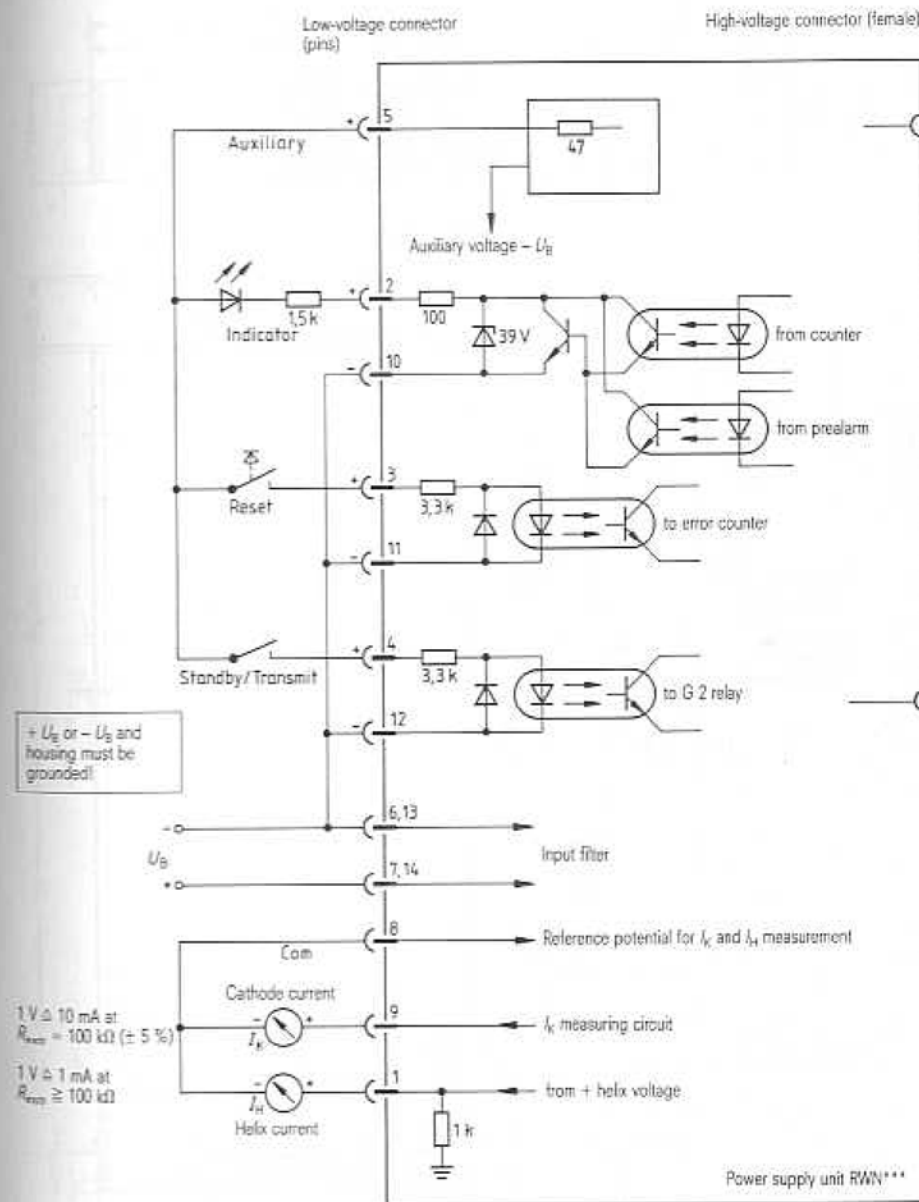 Low-voltage connector
(pins)
High-voltage connector (female)
+ 5
Auxiliary
47
Auxiliary voltage – U_B
+ 2
1,5 k
100
Indicator
39 V
from counter
– 10
from prealarm
+ 3
Reset
3,3 k
to error counter
– 11
+ 4
Standby/Transmit
3,3 k
to G 2 relay
– 12
+ U_B or – U_B and
housing must be
grounded!
– 6,13
U_B
Input filter
+ 7,14
8
Com
Reference potential for I_K and I_H measurement
Cathode current
– + 9
I_K
I_K measuring circuit
1 V ≙ 10 mA at
R = 100 kΩ (± 5 %)
1 V ≙ 1 mA at
R ≧ 100 kΩ
– + 1
I_H
from + helix voltage
Helix current
1 k
Power supply unit RWN***